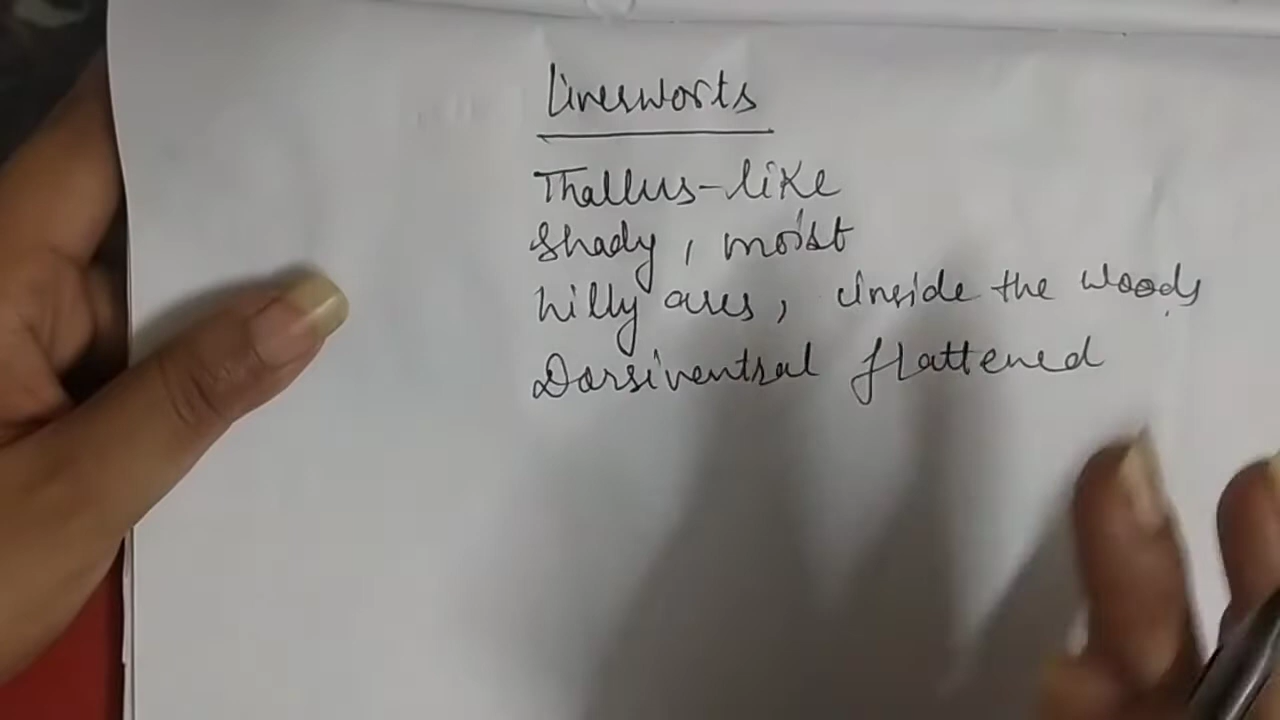 Liverworts
Thallus-like
Shady, moist
hilly ares, inside the woods
Dorsiventral flattened